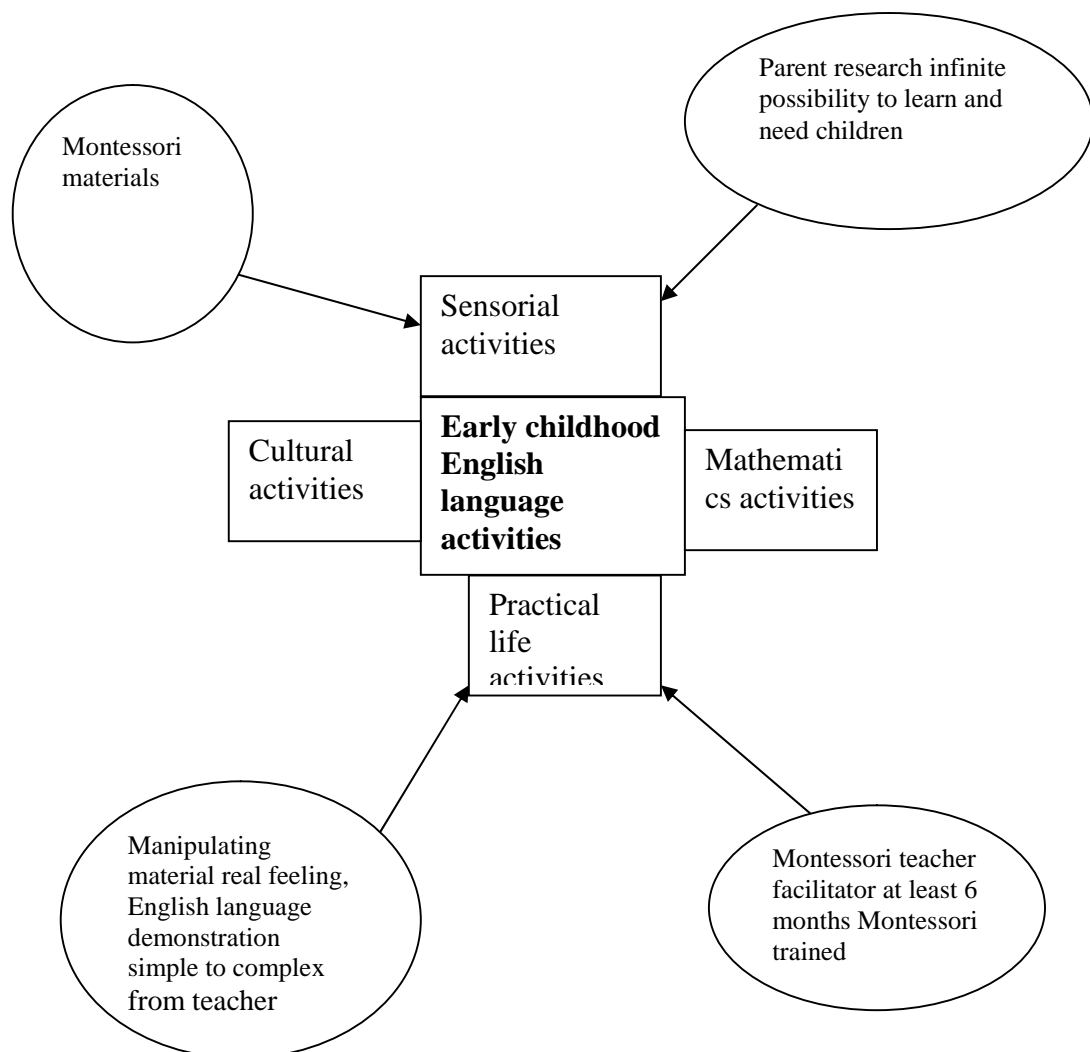 Parent research infinite
possibility to learn and
need children
Montessori
materials
Sensorial
activities
Early childhood
English
language
activities
Cultural
activities
Mathemati
cs activities
Practical
life
activities
Manipulating
material real feeling,
English language
demonstration
simple to complex
from teacher
Montessori teacher
facilitator at least 6
months Montessori
trained